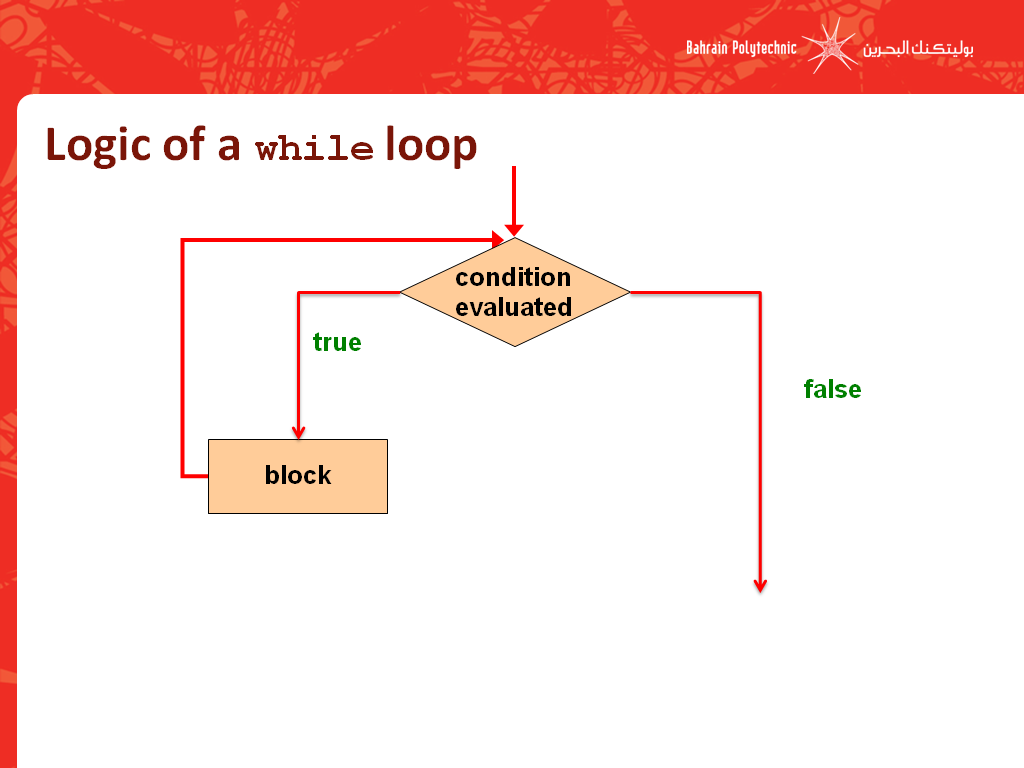 Bahrain Polytechnic بوليتكنك البحرين
Logic of a while loop
condition
evaluated
true
false
block